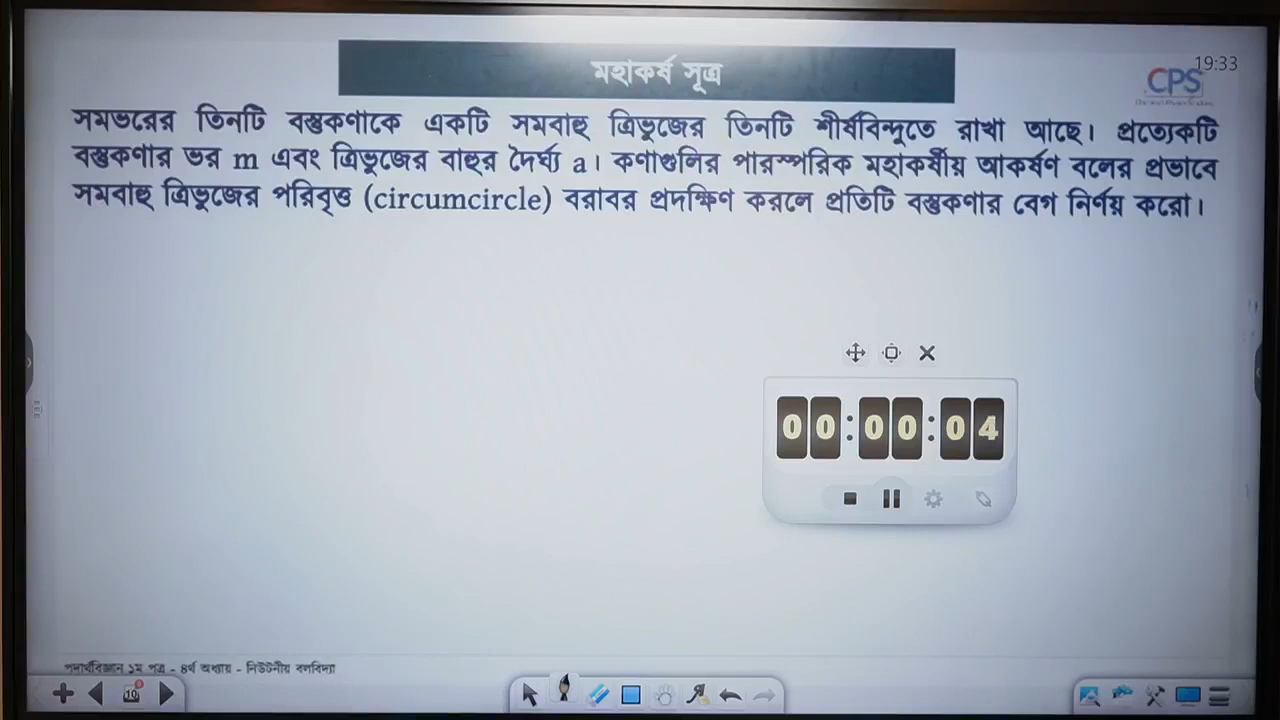 19:33
মহাকর্ষ সূত্র
CPS
সমভরের তিনটি বস্তুকণাকে একটি সমবাহু ত্রিভুজের তিনটি শীর্ষবিন্দুতে রাখা আছে। প্রত্যেকটি
বস্তুকণার ভর m এবং ত্রিভুজের বাহুর দৈর্ঘ্য a। কণাগুলির পারস্পরিক মহাকর্ষীয় আকর্ষণ বলের প্রভাবে
সমবাহু ত্রিভুজের পরিবৃত্ত (circumcircle) বরাবর প্রদক্ষিণ করলে প্রতিটি বস্তুকণার বেগ নির্ণয় করো।
00:00:04
পদার্থবিজ্ঞান ১ম পত্র - ৪র্থ অধ্যায় - নিউটনীয় বলবিদ্যা
10